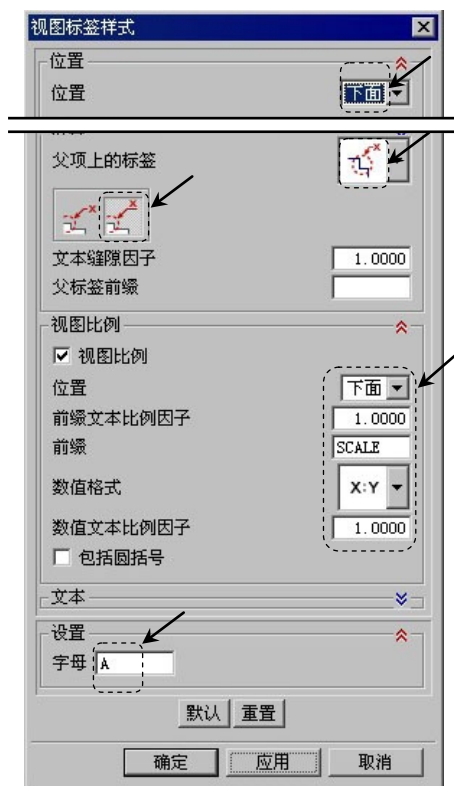 视图标签样式
位置
位置 下面
父项上的标签
文本缝隙因子 1.0000
父标签前缀
视图比例
视图比例
位置 下面
前缀文本比例因子 1.0000
前缀 SCALE
数值格式 X:Y
数值文本比例因子 1.0000
包括圆括号
文本
设置
字母 A
默认 重置
确定 应用 取消